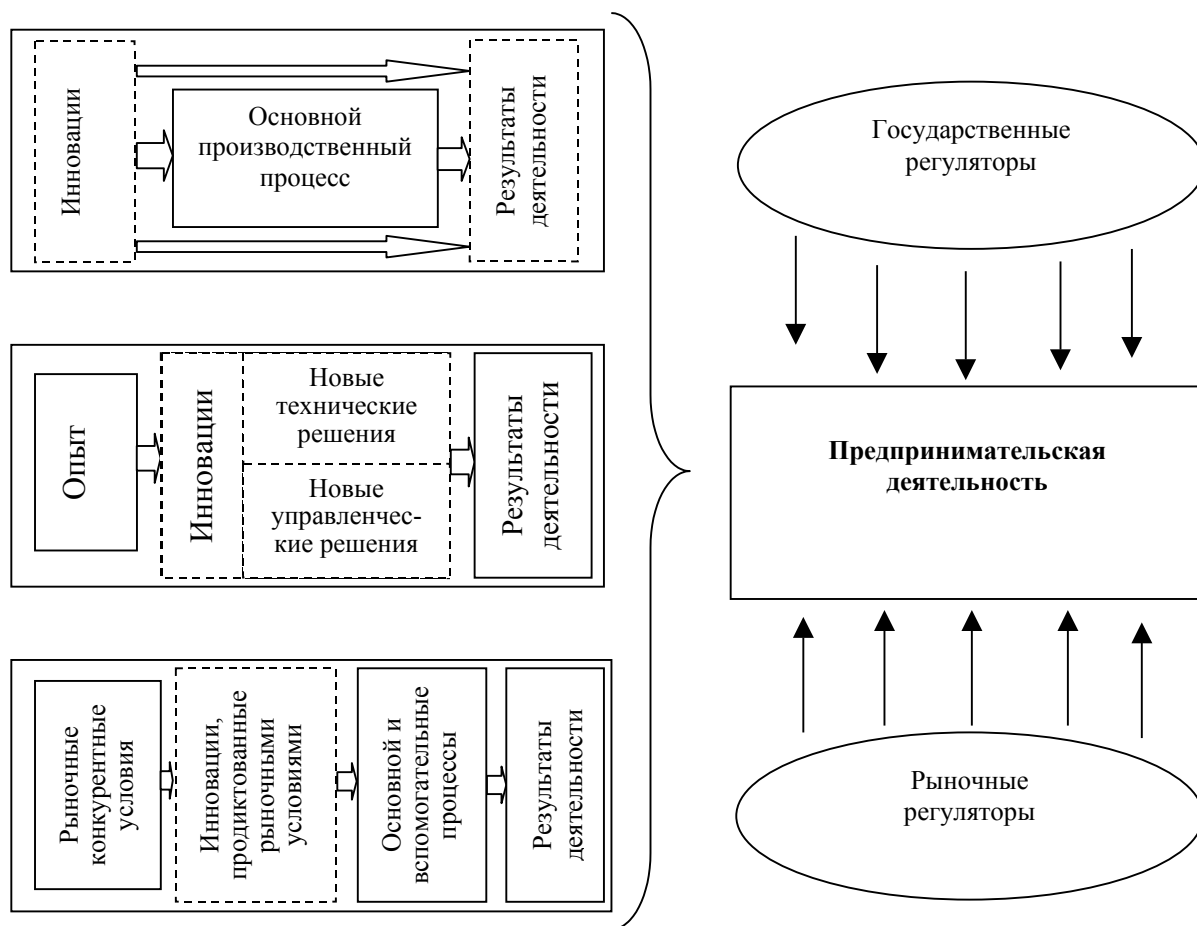 Инновации
Основной
производственный
процесс
Результаты
деятельности
Опыт
Инновации
Новые
технические
решения
Новые
управленчес-
ские решения
Результаты
деятельности
Рыночные
конкурентные
условия
Инновации,
продиктованные
рыночными
условиями
Основной и
вспомогательные
процессы
Результаты
деятельности
Государственные
регуляторы
Предпринимательская
деятельность
Рыночные
регуляторы